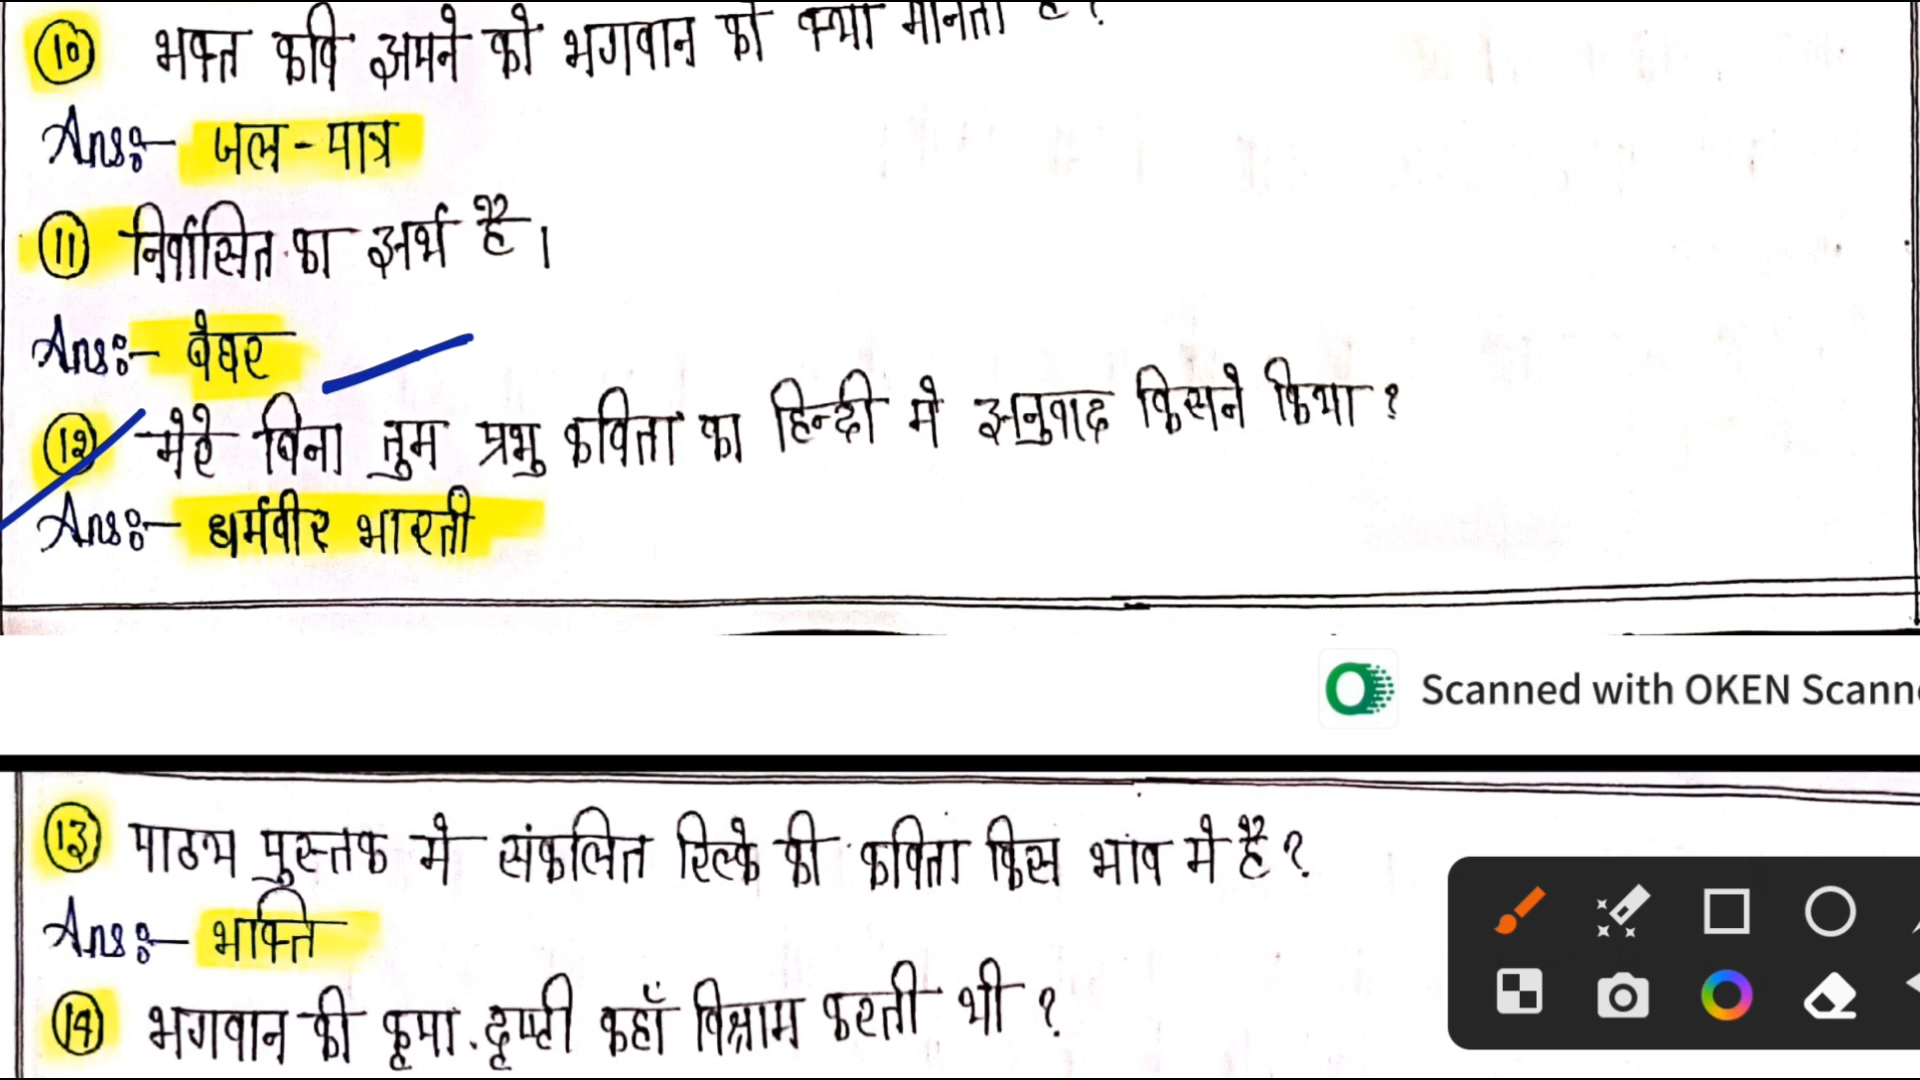 10 भक्त कवि अपने को भगवान का क्या मानता है ?
Ans:- जल - पात्र
11 निर्वासित का अर्थ है ।
Ans:- बेघर
12 मेरे बिना तुम प्रभु कविता का हिन्दी मे अनुवाद किसने किया ?
Ans:- धर्मवीर भारती
Scanned with OKEN Scann
13 पाठ्य पुस्तक मे संकलित रिल्के की कविता किस भाव मे है ?
Ans:- भक्ति
14 भगवान की कृपा दृष्टी कहाँ विश्राम करती थी ?